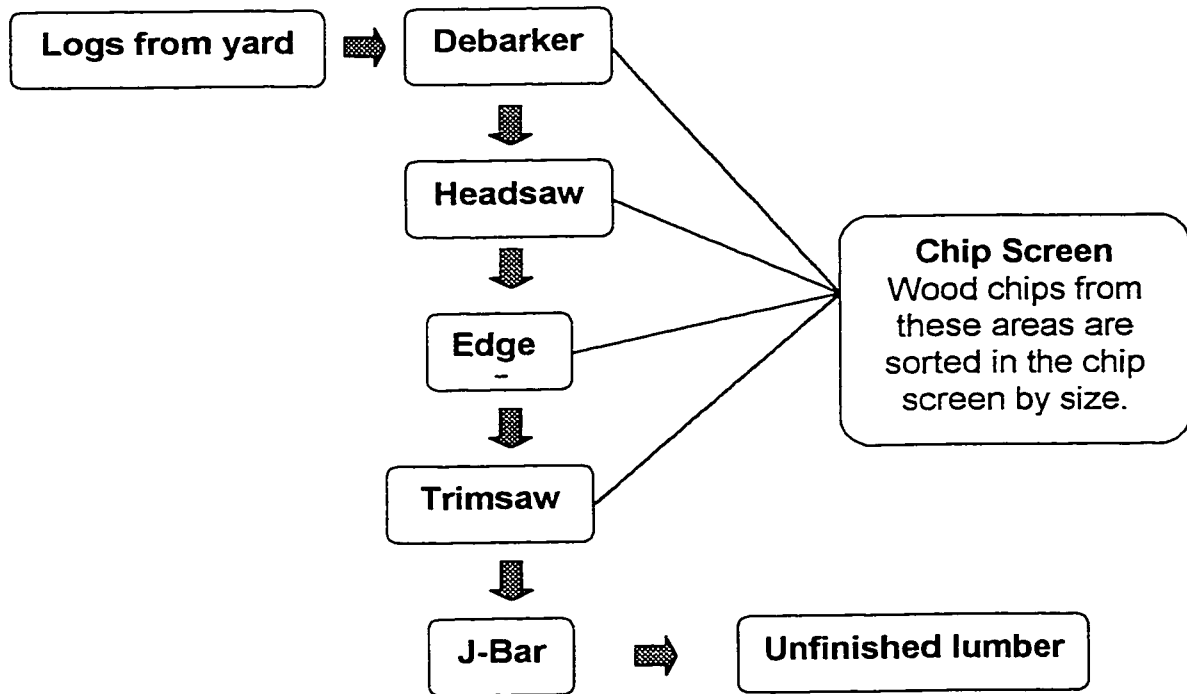 Logs from yard
Debarker
Headsaw
Edge
Trimsaw
J-Bar
Unfinished lumber
Chip Screen
Wood chips from
these areas are
sorted in the chip
screen by size.